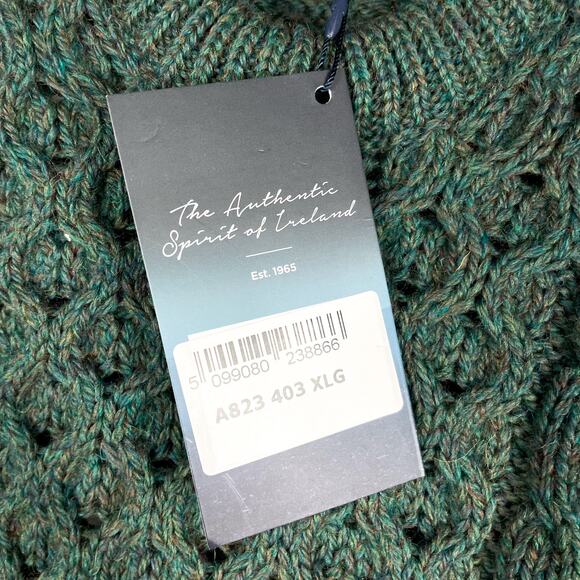 The Authentic
Spirit of Ireland
Est. 1965
5 099080 238866
A823 403 XLG